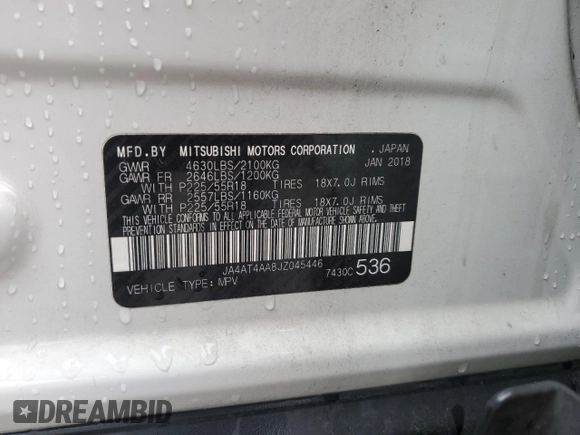 MFD.BY MITSUBISHI MOTORS CORPORATION . JAPAN
GVWR 4630LBS/2100KG JAN 2018
GAWR FR 2646LBS/1200KG
WITH P225/55R18 TIRES 18X7.0J RIMS
GAWR RR 2557LBS/1160KG
WITH P225/55R18 TIRES 18X7.0J RIMS
THIS VEHICLE CONFORMS TO ALL APPLICABLE FEDERAL MOTOR VEHICLE SAFETY AND THEFT
PREVENTION STANDARDS IN EFFECT ON THE DATE OF MANUFACTURE SHOWN ABOVE.
JA4AT4AA8JZ045446 7430C 536
VEHICLE TYPE: MPV
DREAMBID